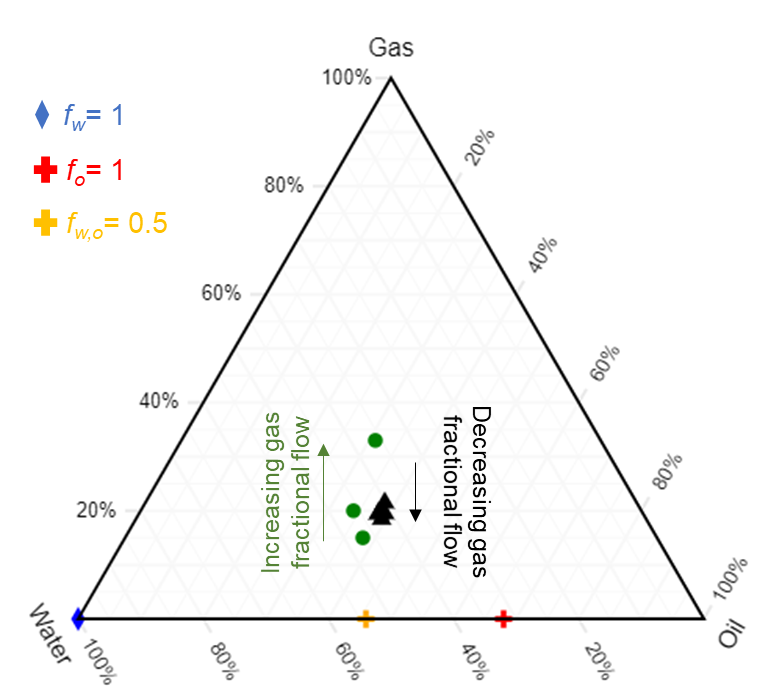 Gas
100%
f_w= 1
f_o= 1
f_w,o= 0.5
80%
60%
40%
20%
20%
40%
60%
80%
100%
Increasing gas
fractional flow
Decreasing gas
fractional flow
Water
Oil
100%
80%
60%
40%
20%